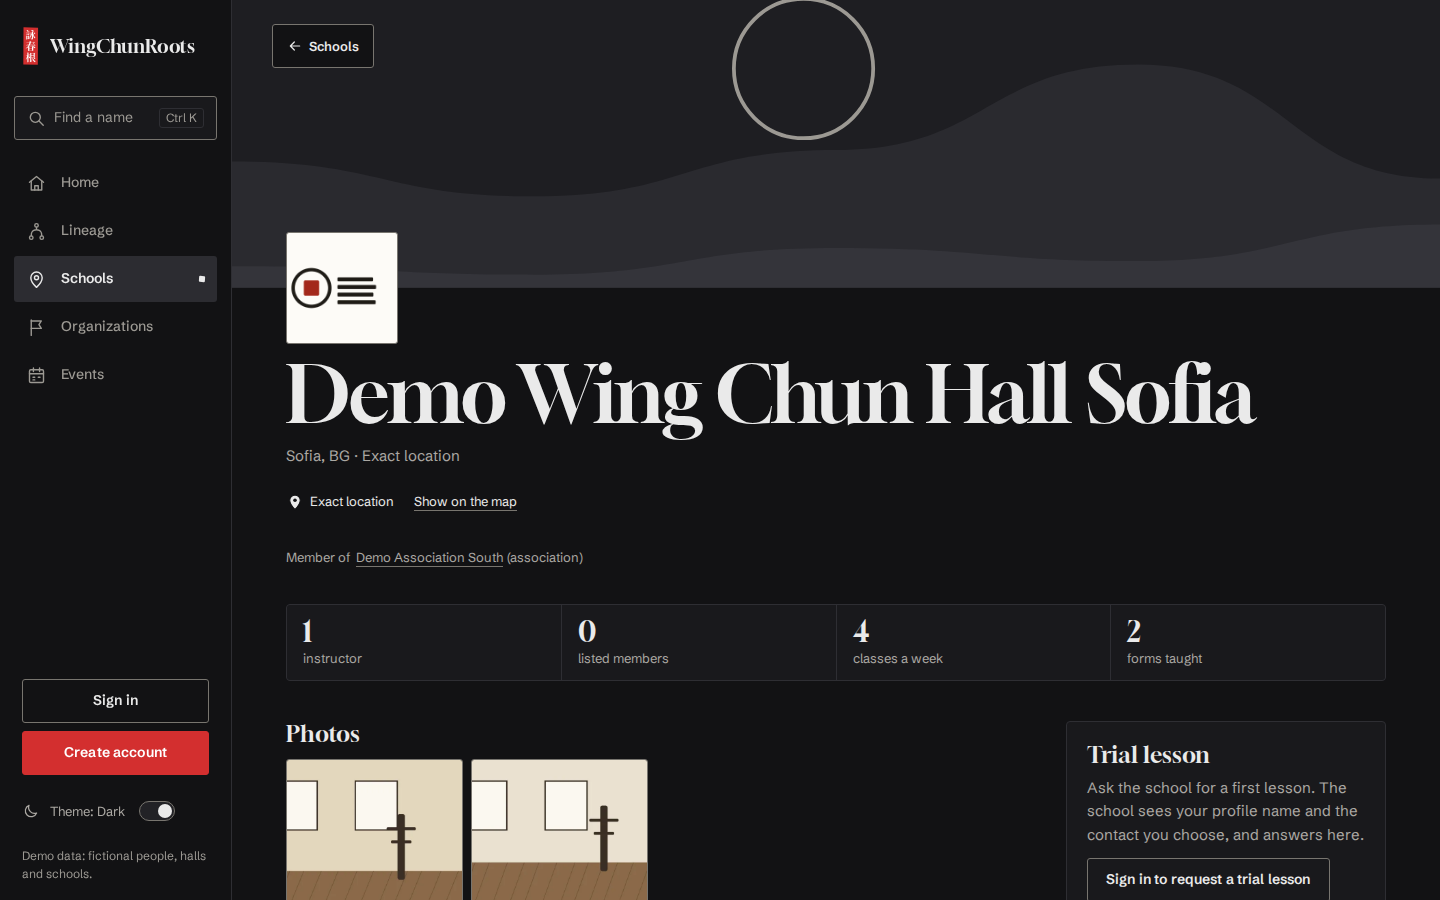 詠春根
WingChunRoots
Find a name
Ctrl K
Home
Lineage
Schools
Organizations
Events
Sign in
Create account
Theme: Dark
Demo data: fictional people, halls
and schools.
Schools
Demo Wing Chun Hall Sofia
Sofia, BG · Exact location
Exact location
Show on the map
Member of Demo Association South (association)
1
instructor
0
listed members
4
classes a week
2
forms taught
Photos
Trial lesson
Ask the school for a first lesson. The
school sees your profile name and the
contact you choose, and answers here.
Sign in to request a trial lesson